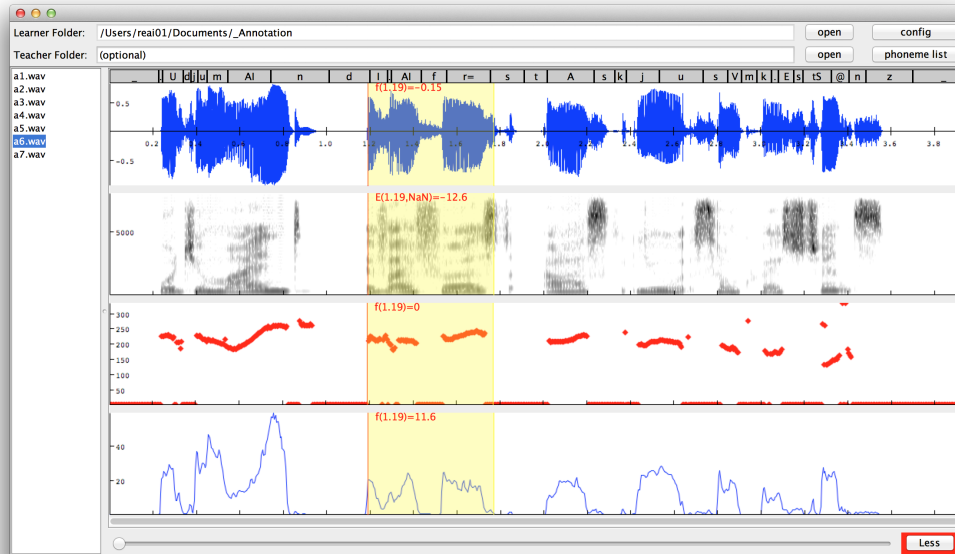 Learner Folder: /Users/reai01/Documents/_Annotation open config
Teacher Folder: (optional) open phoneme list
a1.wav
a2.wav
a3.wav
a4.wav
a5.wav
a6.wav
a7.wav
_ U d j u m AI n d I AI f r= s t A s k j u s V m k E s tS @ n z _
f(1.19)=-0.15
0.5
-0.5
0.2 0.4 0.6 0.8 1.0 1.2 1.4 1.6 1.8 2.0 2.2 2.4 2.6 2.8 3.0 3.2 3.4 3.6 3.8
E(1.19,NaN)=-12.6
5000
f(1.19)=0
300
250
200
150
100
50
f(1.19)=11.6
40
20
Less